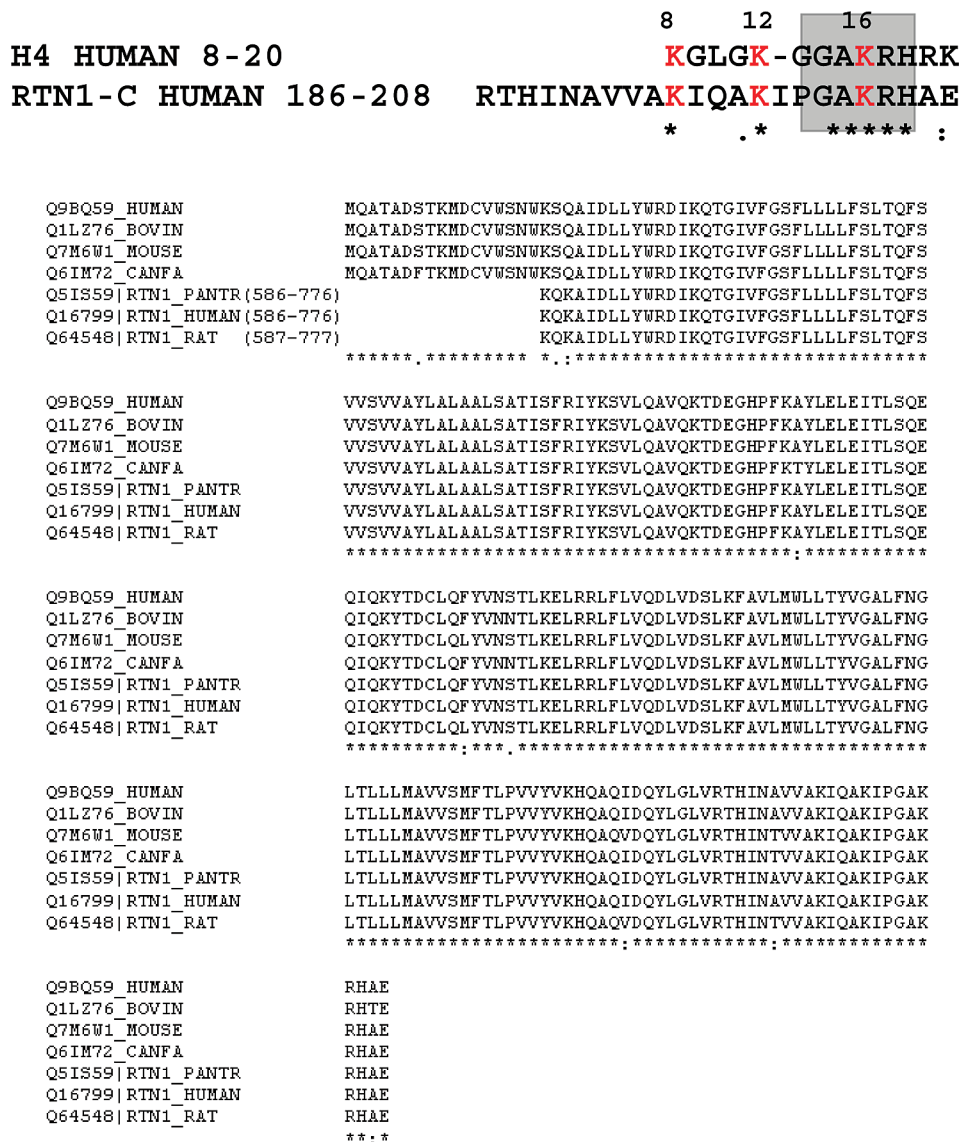 8 12 16
H4 HUMAN 8-20 KGLGK-GGAKRHRK
RTN1-C HUMAN 186-208 RTHINAVVAKIQAKIPGAKRHAE
* .* ***** :
Q9BQ59_HUMAN MQATADSTKMDCVWSNWKSQAIDLLYWRDIKQTGIVFGSFLLLLFSLTQFS
Q1LZ76_BOVIN MQATADSTKMDCVWSNWKSQAIDLLYWRDIKQTGIVFGSFLLLLFSLTQFS
Q7M6W1_MOUSE MQATADSTKMDCVWSNWKSQAIDLLYWRDIKQTGIVFGSFLLLLFSLTQFS
Q6IM72_CANFA MQATADFTKMDCVWSNWKSQAIDLLYWRDIKQTGIVFGSFLLLLFSLTQFS
Q5IS59|RTN1_PANTR(586-776) KQKAIDLLYWRDIKQTGIVFGSFLLLLFSLTQFS
Q16799|RTN1_HUMAN(586-776) KQKAIDLLYWRDIKQTGIVFGSFLLLLFSLTQFS
Q64548|RTN1_RAT (587-777) KQKAIDLLYWRDIKQTGIVFGSFLLLLFSLTQFS
******.********* *.:*******************************
Q9BQ59_HUMAN VVSVVAYLALAALSATISFRIYKSVLQAVQKTDEGHPFKAYLELEITLSQE
Q1LZ76_BOVIN VVSVVAYLALAALSATISFRIYKSVLQAVQKTDEGHPFKAYLELEITLSQE
Q7M6W1_MOUSE VVSVVAYLALAALSATISFRIYKSVLQAVQKTDEGHPFKAYLELEITLSQE
Q6IM72_CANFA VVSVVAYLALAALSATISFRIYKSVLQAVQKTDEGHPFKTYLELEITLSQE
Q5IS59|RTN1_PANTR VVSVVAYLALAALSATISFRIYKSVLQAVQKTDEGHPFKAYLELEITLSQE
Q16799|RTN1_HUMAN VVSVVAYLALAALSATISFRIYKSVLQAVQKTDEGHPFKAYLELEITLSQE
Q64548|RTN1_RAT VVSVVAYLALAALSATISFRIYKSVLQAVQKTDEGHPFKAYLELEITLSQE
***************************************:***********
Q9BQ59_HUMAN QIQKYTDCLQFYVNSTLKELRRLFLVQDLVDSLKFAVLMWLLTYVGALFNG
Q1LZ76_BOVIN QIQKYTDCLQFYVNNTLKELRRLFLVQDLVDSLKFAVLMWLLTYVGALFNG
Q7M6W1_MOUSE QIQKYTDCLQLYVNSTLKELRRLFLVQDLVDSLKFAVLMWLLTYVGALFNG
Q6IM72_CANFA QIQKYTDCLQFYVNNTLKELRRLFLVQDLVDSLKFAVLMWLLTYVGALFNG
Q5IS59|RTN1_PANTR QIQKYTDCLQFYVNSTLKELRRLFLVQDLVDSLKFAVLMWLLTYVGALFNG
Q16799|RTN1_HUMAN QIQKYTDCLQFYVNSTLKELRRLFLVQDLVDSLKFAVLMWLLTYVGALFNG
Q64548|RTN1_RAT QIQKYTDCLQLYVNSTLKELRRLFLVQDLVDSLKFAVLMWLLTYVGALFNG
**********:***.************************************
Q9BQ59_HUMAN LTLLLMAVVSMFTLPVVYVKHQAQIDQYLGLVRTHINAVVAKIQAKIPGAK
Q1LZ76_BOVIN LTLLLMAVVSMFTLPVVYVKHQAQIDQYLGLVRTHINAVVAKIQAKIPGAK
Q7M6W1_MOUSE LTLLLMAVVSMFTLPVVYVKHQAQVDQYLGLVRTHINTVVAKIQAKIPGAK
Q6IM72_CANFA LTLLLMAVVSMFTLPVVYVKHQAQIDQYLGLVRTHINTVVAKIQAKIPGAK
Q5IS59|RTN1_PANTR LTLLLMAVVSMFTLPVVYVKHQAQIDQYLGLVRTHINAVVAKIQAKIPGAK
Q16799|RTN1_HUMAN LTLLLMAVVSMFTLPVVYVKHQAQIDQYLGLVRTHINAVVAKIQAKIPGAK
Q64548|RTN1_RAT LTLLLMAVVSMFTLPVVYVKHQAQVDQYLGLVRTHINTVVAKIQAKIPGAK
************************:************:*************
Q9BQ59_HUMAN RHAE
Q1LZ76_BOVIN RHTE
Q7M6W1_MOUSE RHAE
Q6IM72_CANFA RHAE
Q5IS59|RTN1_PANTR RHAE
Q16799|RTN1_HUMAN RHAE
Q64548|RTN1_RAT RHAE
**:*